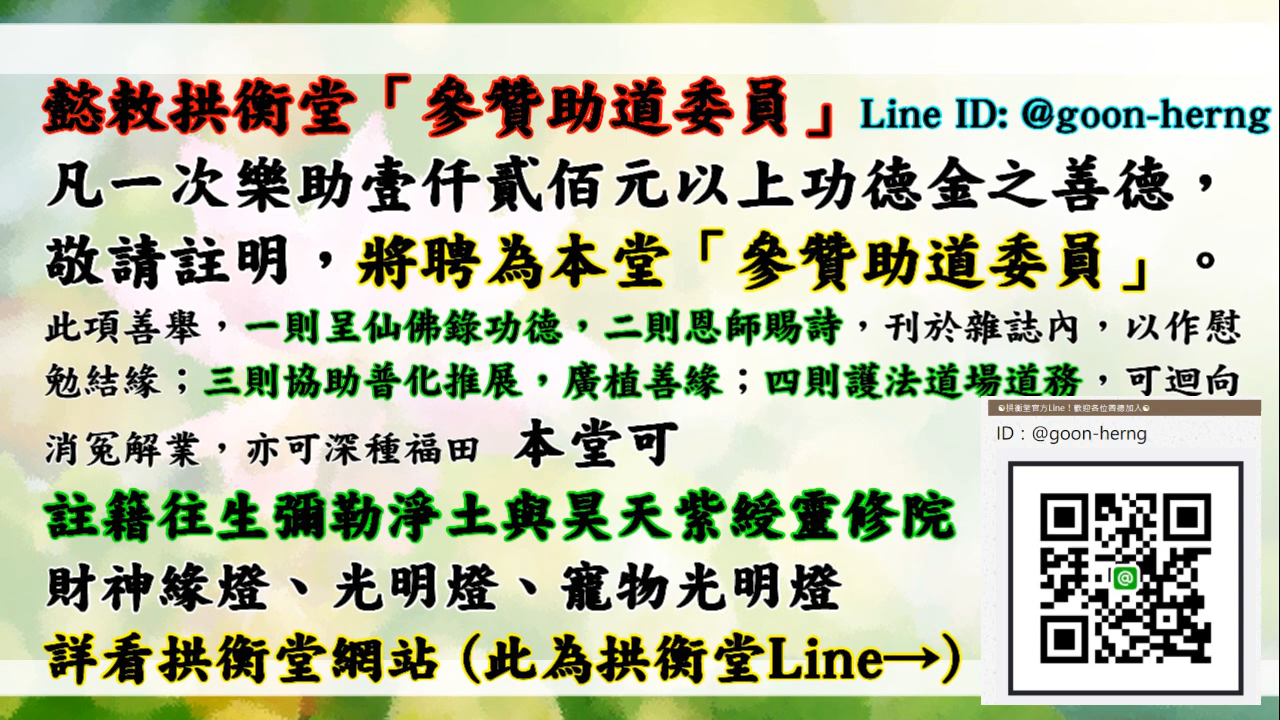 懿敕拱衡堂「參贊助道委員」Line ID: @goon-herng
凡一次樂助壹仟貳佰元以上功德金之善德，
敬請註明，將聘為本堂「參贊助道委員」。
此項善舉，一則呈仙佛錄功德，二則恩師賜詩，刊於雜誌內，以作慰
勉結緣；三則協助普化推展，廣植善緣；四則護法道場道務，可迴向
消冤解業，亦可深種福田 本堂可
註籍往生彌勒淨土與昊天紫綬靈修院
財神緣燈、光明燈、寵物光明燈
詳看拱衡堂網站（此為拱衡堂Line→）
☯拱衡堂官方Line！歡迎各位善德加入☯
ID：@goon-herng